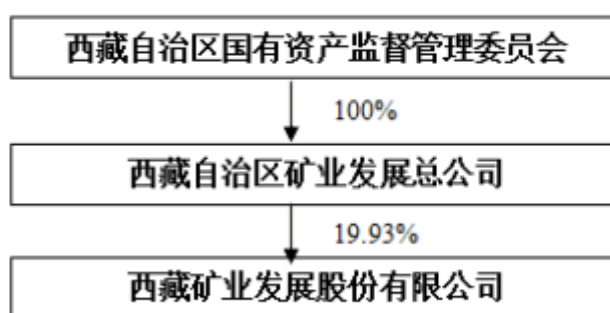 西藏自治区国有资产监督管理委员会
100%
西藏自治区矿业发展总公司
19.93%
西藏矿业发展股份有限公司